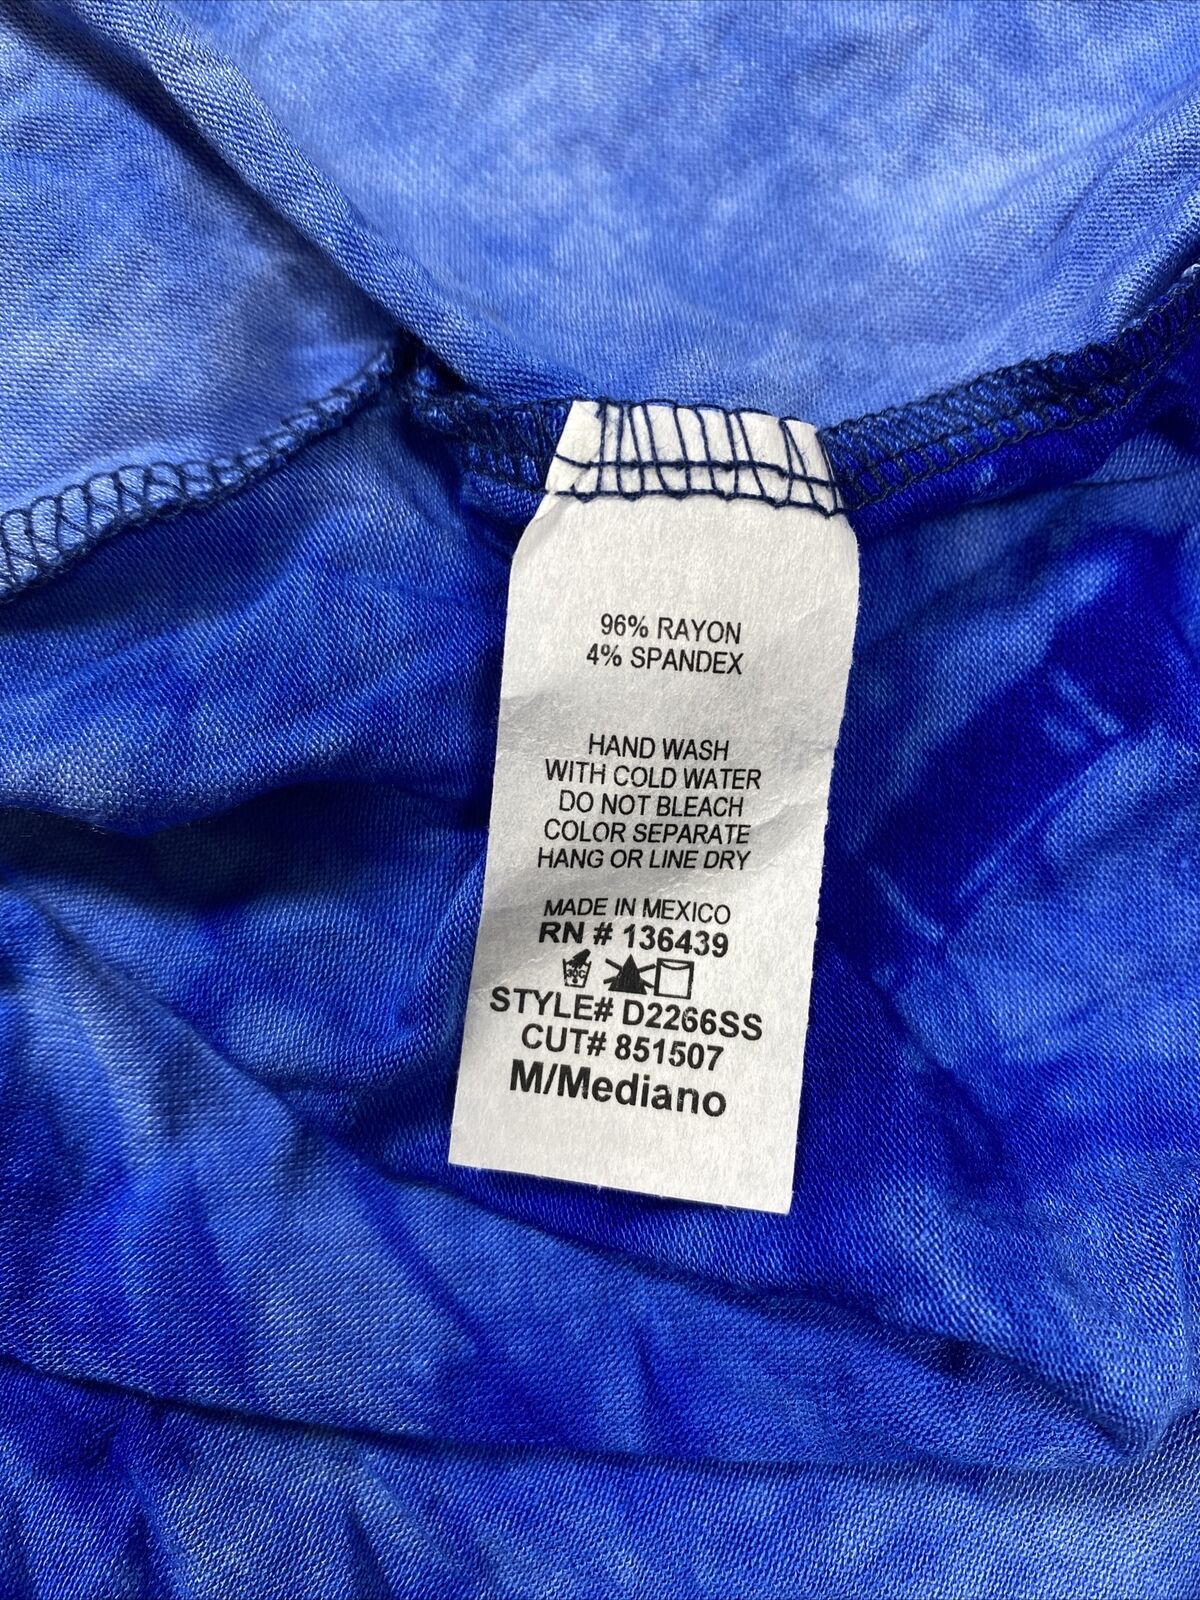 96% RAYON
4% SPANDEX
HAND WASH
WITH COLD WATER
DO NOT BLEACH
COLOR SEPARATE
HANG OR LINE DRY
MADE IN MEXICO
RN # 136439
30C
STYLE# D2266SS
CUT# 851507
M/Mediano